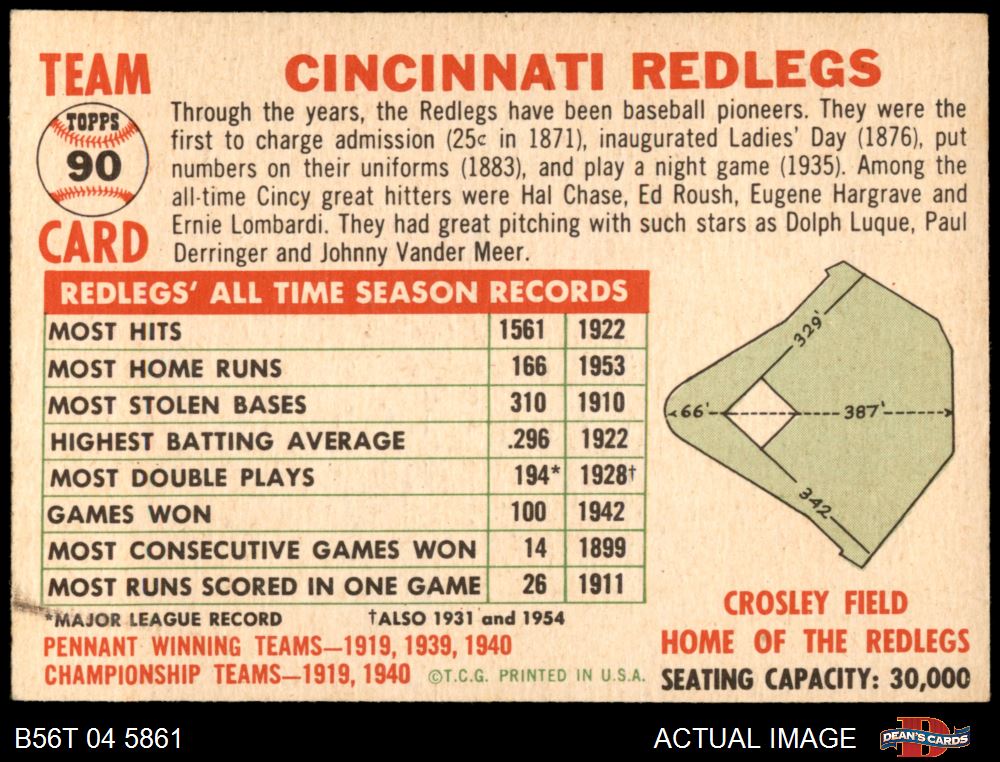 TEAM
CARD
TOPPS
90
CINCINNATI REDLEGS
Through the years, the Redlegs have been baseball pioneers. They were the
first to charge admission (25¢ in 1871), inaugurated Ladies' Day (1876), put
numbers on their uniforms (1883), and play a night game (1935). Among the
all-time Cincy great hitters were Hal Chase, Ed Roush, Eugene Hargrave and
Ernie Lombardi. They had great pitching with such stars as Dolph Luque, Paul
Derringer and Johnny Vander Meer.
REDLEGS' ALL TIME SEASON RECORDS
MOST HITS 1561 1922
MOST HOME RUNS 166 1953
MOST STOLEN BASES 310 1910
HIGHEST BATTING AVERAGE .296 1922
MOST DOUBLE PLAYS 194* 1928†
GAMES WON 100 1942
MOST CONSECUTIVE GAMES WON 14 1899
MOST RUNS SCORED IN ONE GAME 26 1911
*MAJOR LEAGUE RECORD †ALSO 1931 and 1954
PENNANT WINNING TEAMS—1919, 1939, 1940
CHAMPIONSHIP TEAMS—1919, 1940 ©T.C.G. PRINTED IN U.S.A.
329'
66' 387'
342
CROSLEY FIELD
HOME OF THE REDLEGS
SEATING CAPACITY: 30,000
B56T 04 5861 ACTUAL IMAGE
D
DEAN'S CARDS